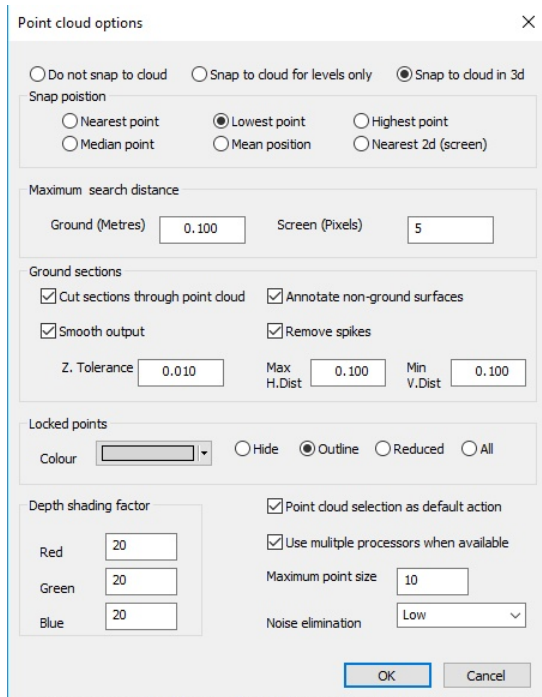 Point cloud options
Do not snap to cloud Snap to cloud for levels only Snap to cloud in 3d
Snap poistion
Nearest point Lowest point Highest point
Median point Mean position Nearest 2d (screen)
Maximum search distance
Ground (Metres) 0.100 Screen (Pixels) 5
Ground sections
Cut sections through point cloud Annotate non-ground surfaces
Smooth output Remove spikes
Z. Tolerance 0.010 Max H.Dist 0.100 Min V.Dist 0.100
Locked points
Colour Hide Outline Reduced All
Depth shading factor Point cloud selection as default action
Red 20 Use mulitple processors when available
Green 20 Maximum point size 10
Blue 20 Noise elimination Low
OK Cancel